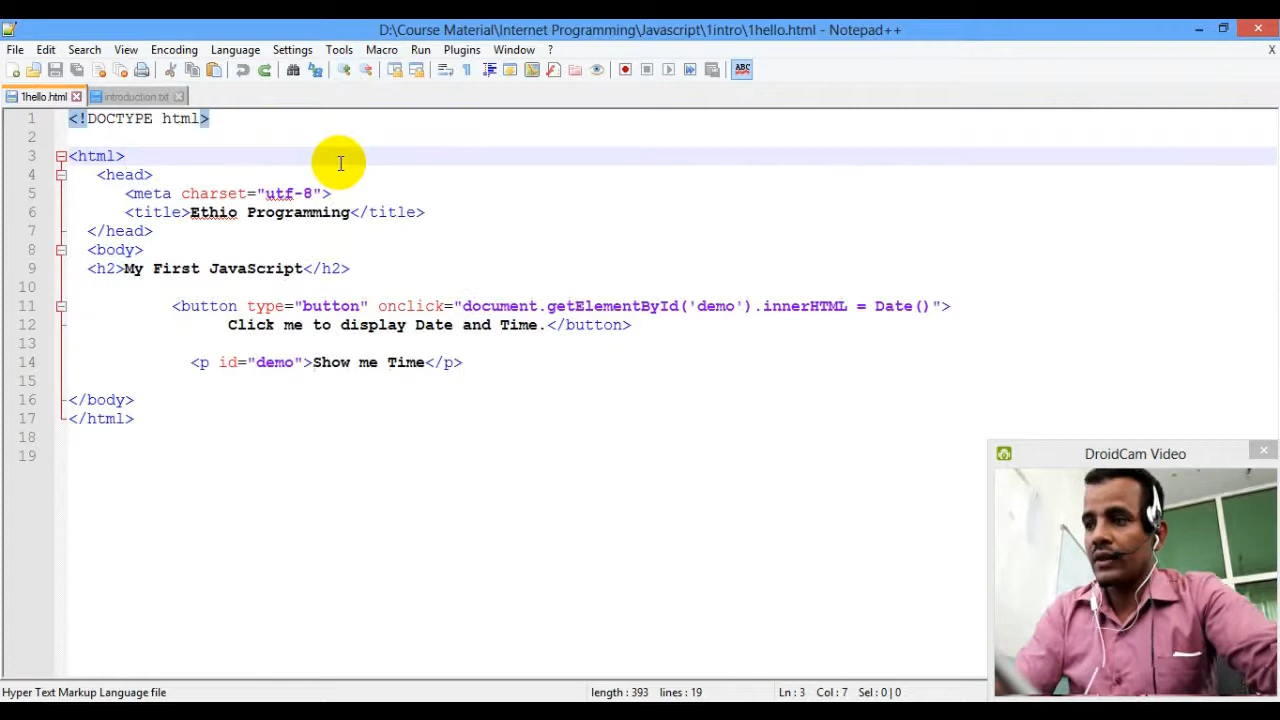 D:\Course Material\Internet Programming\Javascript\1intro\1hello.html - Notepad++
File Edit Search View Encoding Language Settings Tools Macro Run Plugins Window ? X
ABC
1hello.html introduction.txt
1 <!DOCTYPE html>
2
3 <html>
4 <head>
5 <meta charset="utf-8">
6 <title>Ethio Programming</title>
7 </head>
8 <body>
9 <h2>My First JavaScript</h2>
10
11 <button type="button" onclick="document.getElementById('demo').innerHTML = Date()">
12 Click me to display Date and Time.</button>
13
14 <p id="demo">Show me Time</p>
15
16 </body>
17 </html>
18
19
DroidCam Video
Hyper Text Markup Language file length : 393 lines : 19 Ln : 3 Col : 7 Sel : 0 | 0